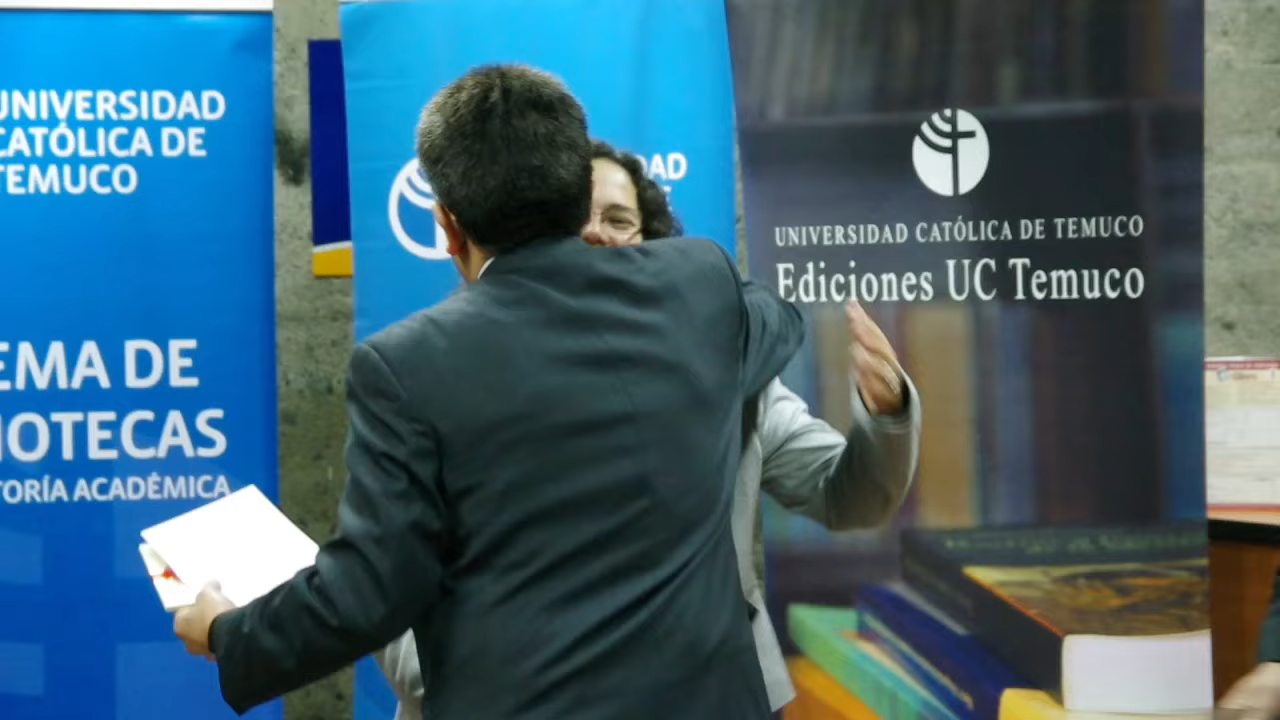 UNIVERSIDAD
CATÓLICA DE
TEMUCO
EMA DE
IOTECAS
TORÍA ACADÉMICA
DAD
UNIVERSIDAD CATÓLICA DE TEMUCO
Ediciones UC Temuco